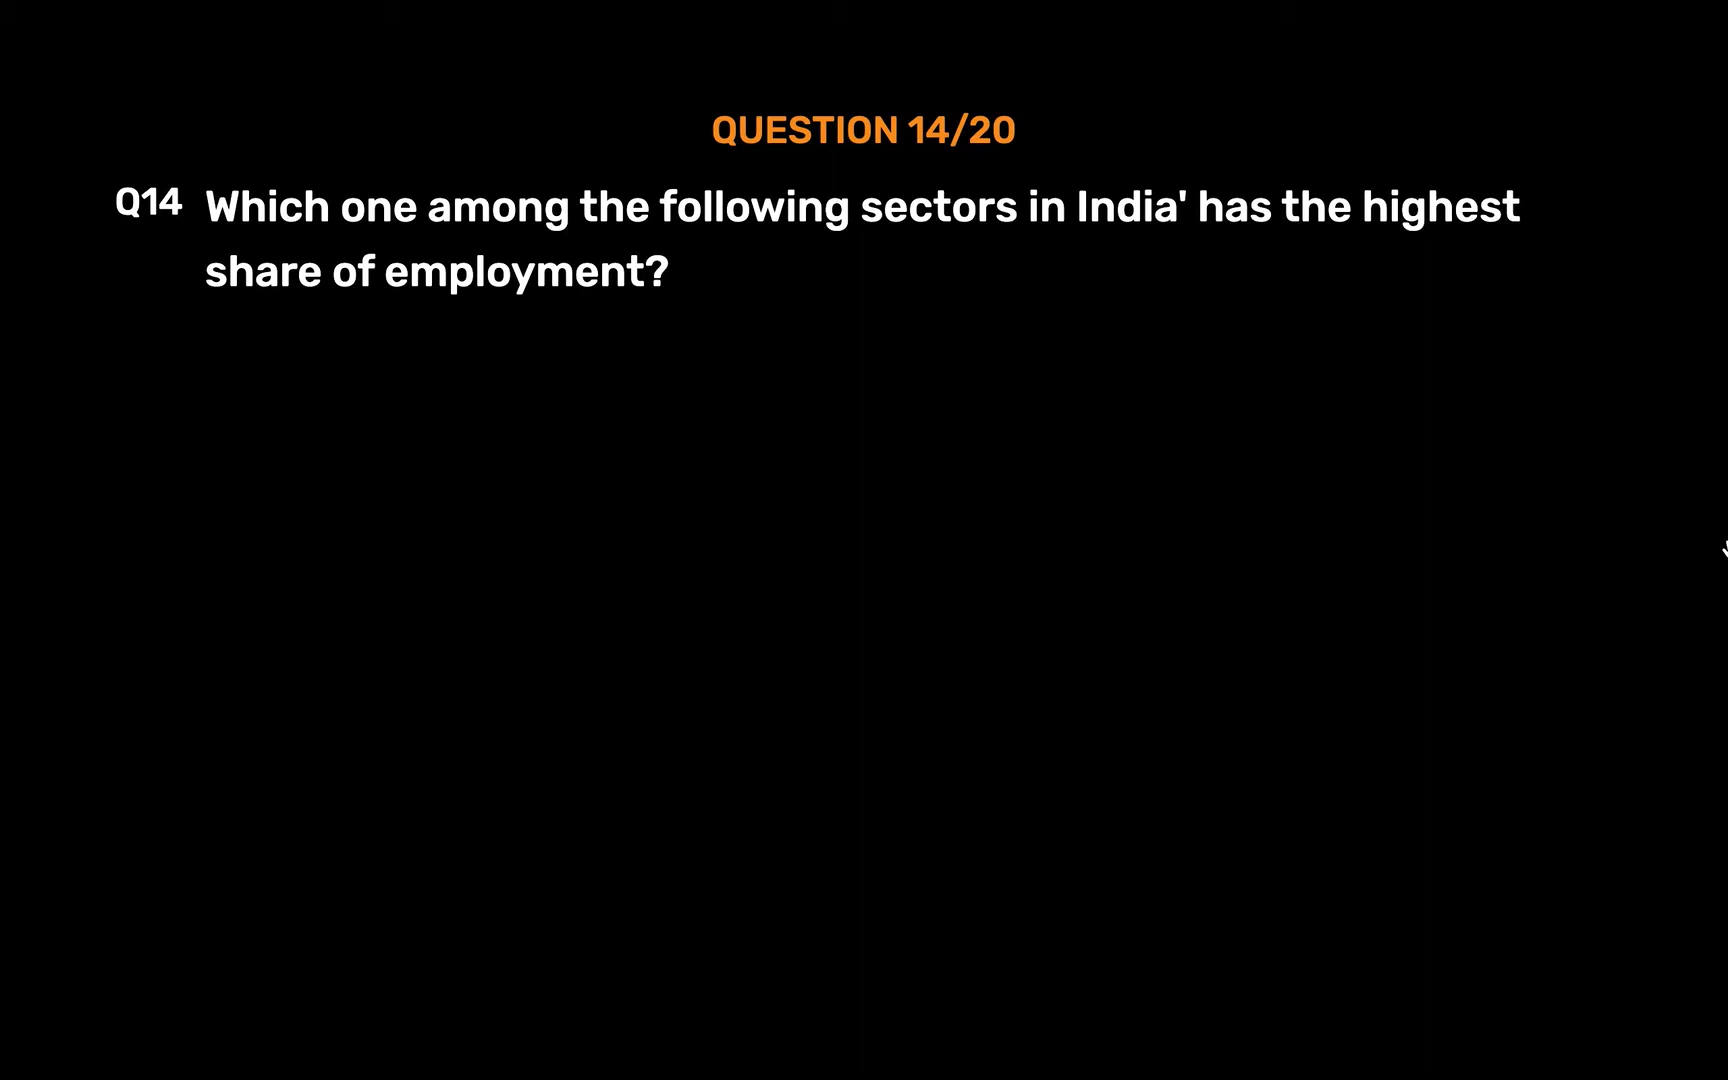 QUESTION 14/20
Q14 Which one among the following sectors in India' has the highest
share of employment?